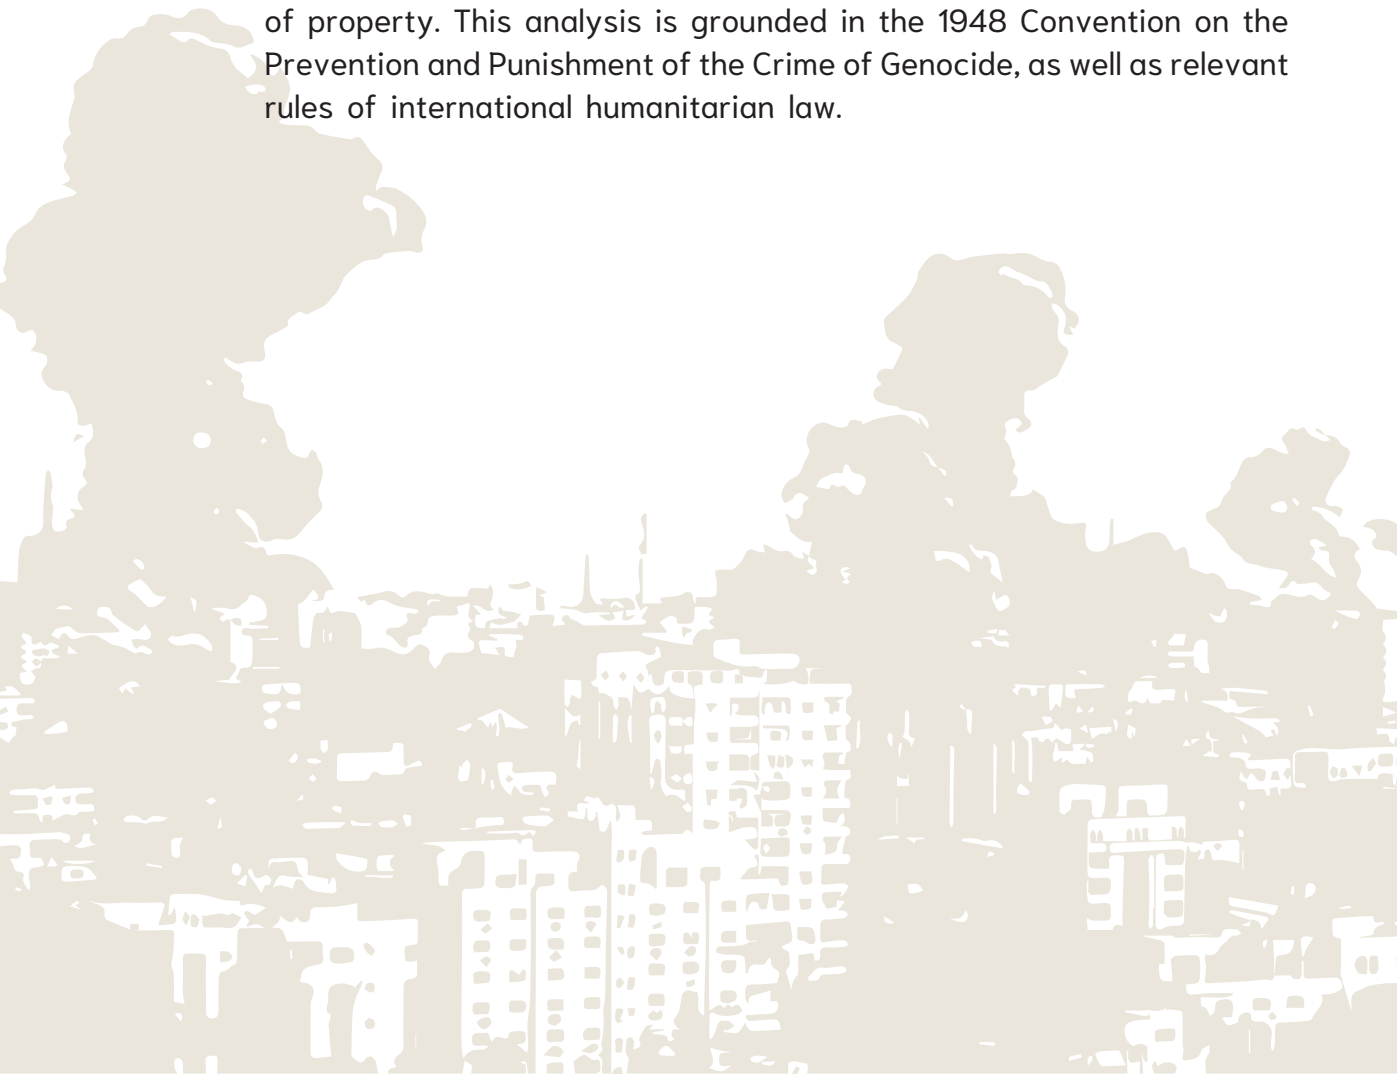 of property. This analysis is grounded in the 1948 Convention on the
Prevention and Punishment of the Crime of Genocide, as well as relevant
rules of international humanitarian law.